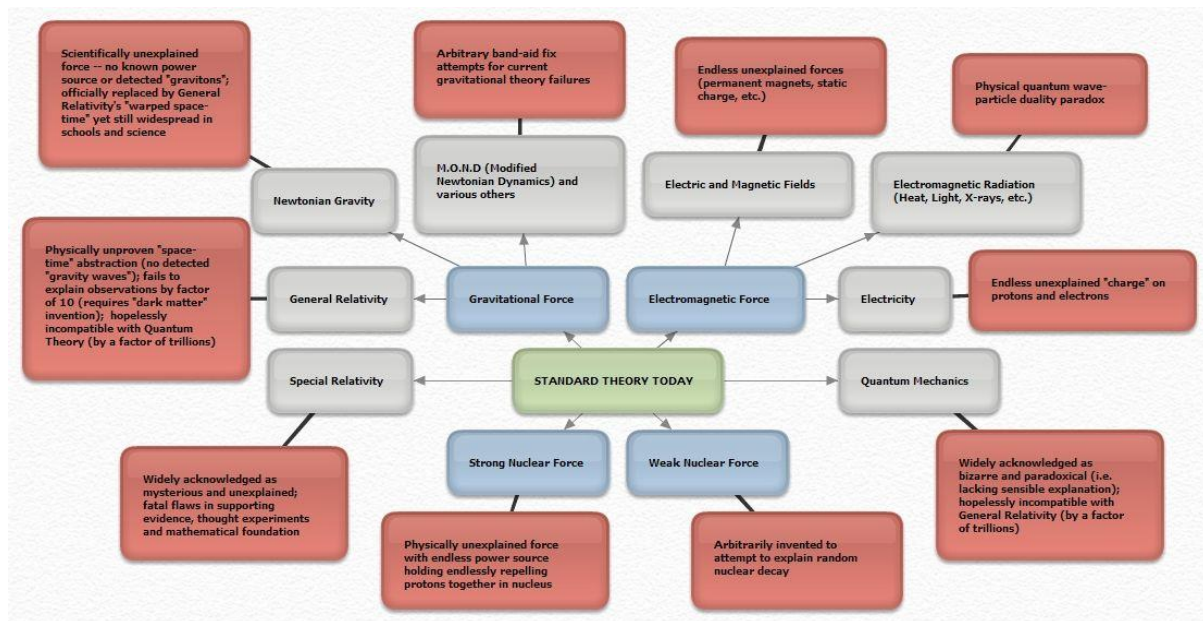 Scientifically unexplained
force -- no known power
source or detected "gravitons";
officially replaced by General
Relativity's "warped space-
time" yet still widespread in
schools and science
Arbitrary band-aid fix
attempts for current
gravitational theory failures
Endless unexplained forces
(permanent magnets, static
charge, etc.)
Physical quantum wave-
particle duality paradox
Newtonian Gravity
M.O.N.D (Modified
Newtonian Dynamics) and
various others
Electric and Magnetic Fields
Electromagnetic Radiation
(Heat, Light, X-rays, etc.)
Physically unproven "space-
time" abstraction (no detected
"gravity waves"); fails to
explain observations by factor
of 10 (requires "dark matter"
invention); hopelessly
incompatible with Quantum
Theory (by a factor of trillions)
General Relativity
Gravitational Force
Electromagnetic Force
Electricity
Endless unexplained "charge" on
protons and electrons
Special Relativity
STANDARD THEORY TODAY
Quantum Mechanics
Strong Nuclear Force
Weak Nuclear Force
Widely acknowledged as
mysterious and unexplained;
fatal flaws in supporting
evidence, thought experiments
and mathematical foundation
Physically unexplained force
with endless power source
holding endlessly repelling
protons together in nucleus
Arbitrarily invented to
attempt to explain random
nuclear decay
Widely acknowledged as
bizarre and paradoxical (i.e.
lacking sensible explanation);
hopelessly incompatible with
General Relativity (by a factor
of trillions)